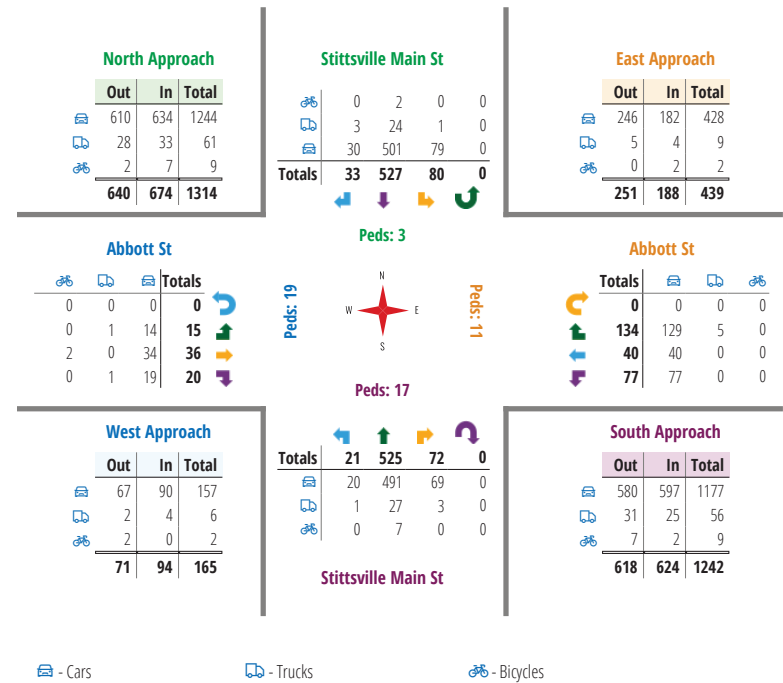 North Approach
Out In Total
610 634 1244
28 33 61
2 7 9
640 674 1314
Stittsville Main St
0 2 0 0
3 24 1 0
30 501 79 0
Totals 33 527 80 0
East Approach
Out In Total
246 182 428
5 4 9
0 2 2
251 188 439
Abbott St
Totals
0 0 0 0
0 1 14 15
2 0 34 36
0 1 19 20
Peds: 3
Peds: 19
N
W E
S
Peds: 11
Peds: 17
Abbott St
Totals
0 0 0 0
134 129 5 0
40 40 0 0
77 77 0 0
West Approach
Out In Total
67 90 157
2 4 6
2 0 2
71 94 165
Totals 21 525 72 0
20 491 69 0
1 27 3 0
0 7 0 0
Stittsville Main St
South Approach
Out In Total
580 597 1177
31 25 56
7 2 9
618 624 1242
- Cars - Trucks - Bicycles